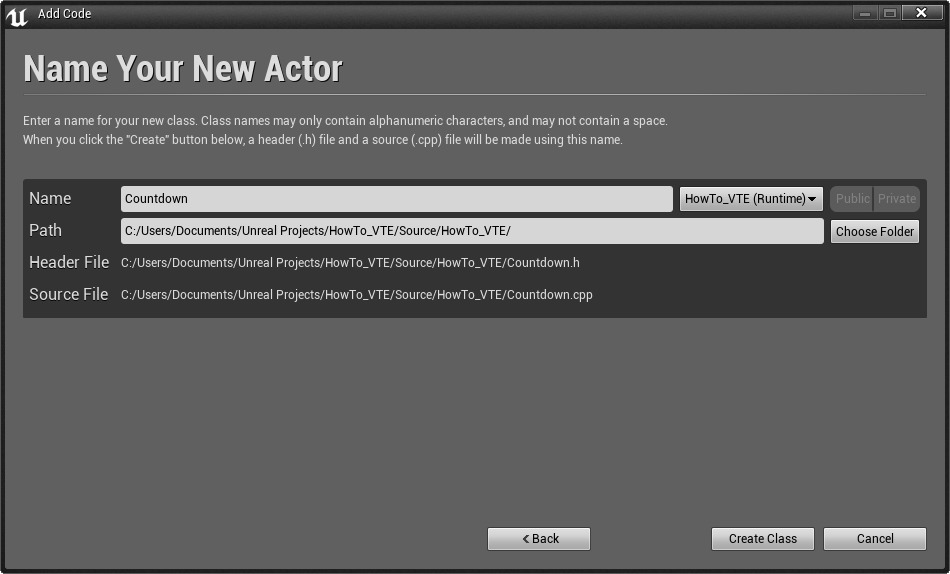 Add Code
Name Your New Actor
Enter a name for your new class. Class names may only contain alphanumeric characters, and may not contain a space.
When you click the "Create" button below, a header (.h) file and a source (.cpp) file will be made using this name.
Name Countdown HowTo_VTE (Runtime) Public Private
Path C:/Users/Documents/Unreal Projects/HowTo_VTE/Source/HowTo_VTE/ Choose Folder
Header File C:/Users/Documents/Unreal Projects/HowTo_VTE/Source/HowTo_VTE/Countdown.h
Source File C:/Users/Documents/Unreal Projects/HowTo_VTE/Source/HowTo_VTE/Countdown.cpp
< Back Create Class Cancel